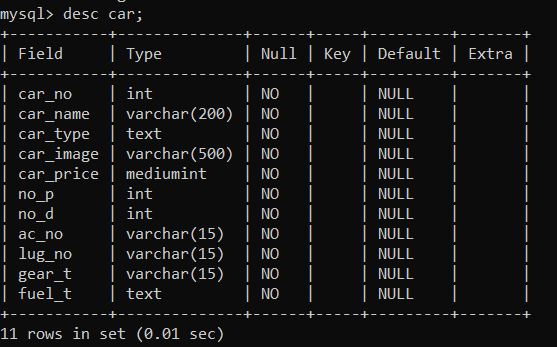 mysql> desc car;
+-----------+--------------+------+-----+---------+-------+
| Field     | Type         | Null | Key | Default | Extra |
+-----------+--------------+------+-----+---------+-------+
| car_no    | int          | NO   |     | NULL    |       |
| car_name  | varchar(200) | NO   |     | NULL    |       |
| car_type  | text         | NO   |     | NULL    |       |
| car_image | varchar(500) | NO   |     | NULL    |       |
| car_price | mediumint    | NO   |     | NULL    |       |
| no_p      | int          | NO   |     | NULL    |       |
| no_d      | int          | NO   |     | NULL    |       |
| ac_no     | varchar(15)  | NO   |     | NULL    |       |
| lug_no    | varchar(15)  | NO   |     | NULL    |       |
| gear_t    | varchar(15)  | NO   |     | NULL    |       |
| fuel_t    | text         | NO   |     | NULL    |       |
+-----------+--------------+------+-----+---------+-------+
11 rows in set (0.01 sec)